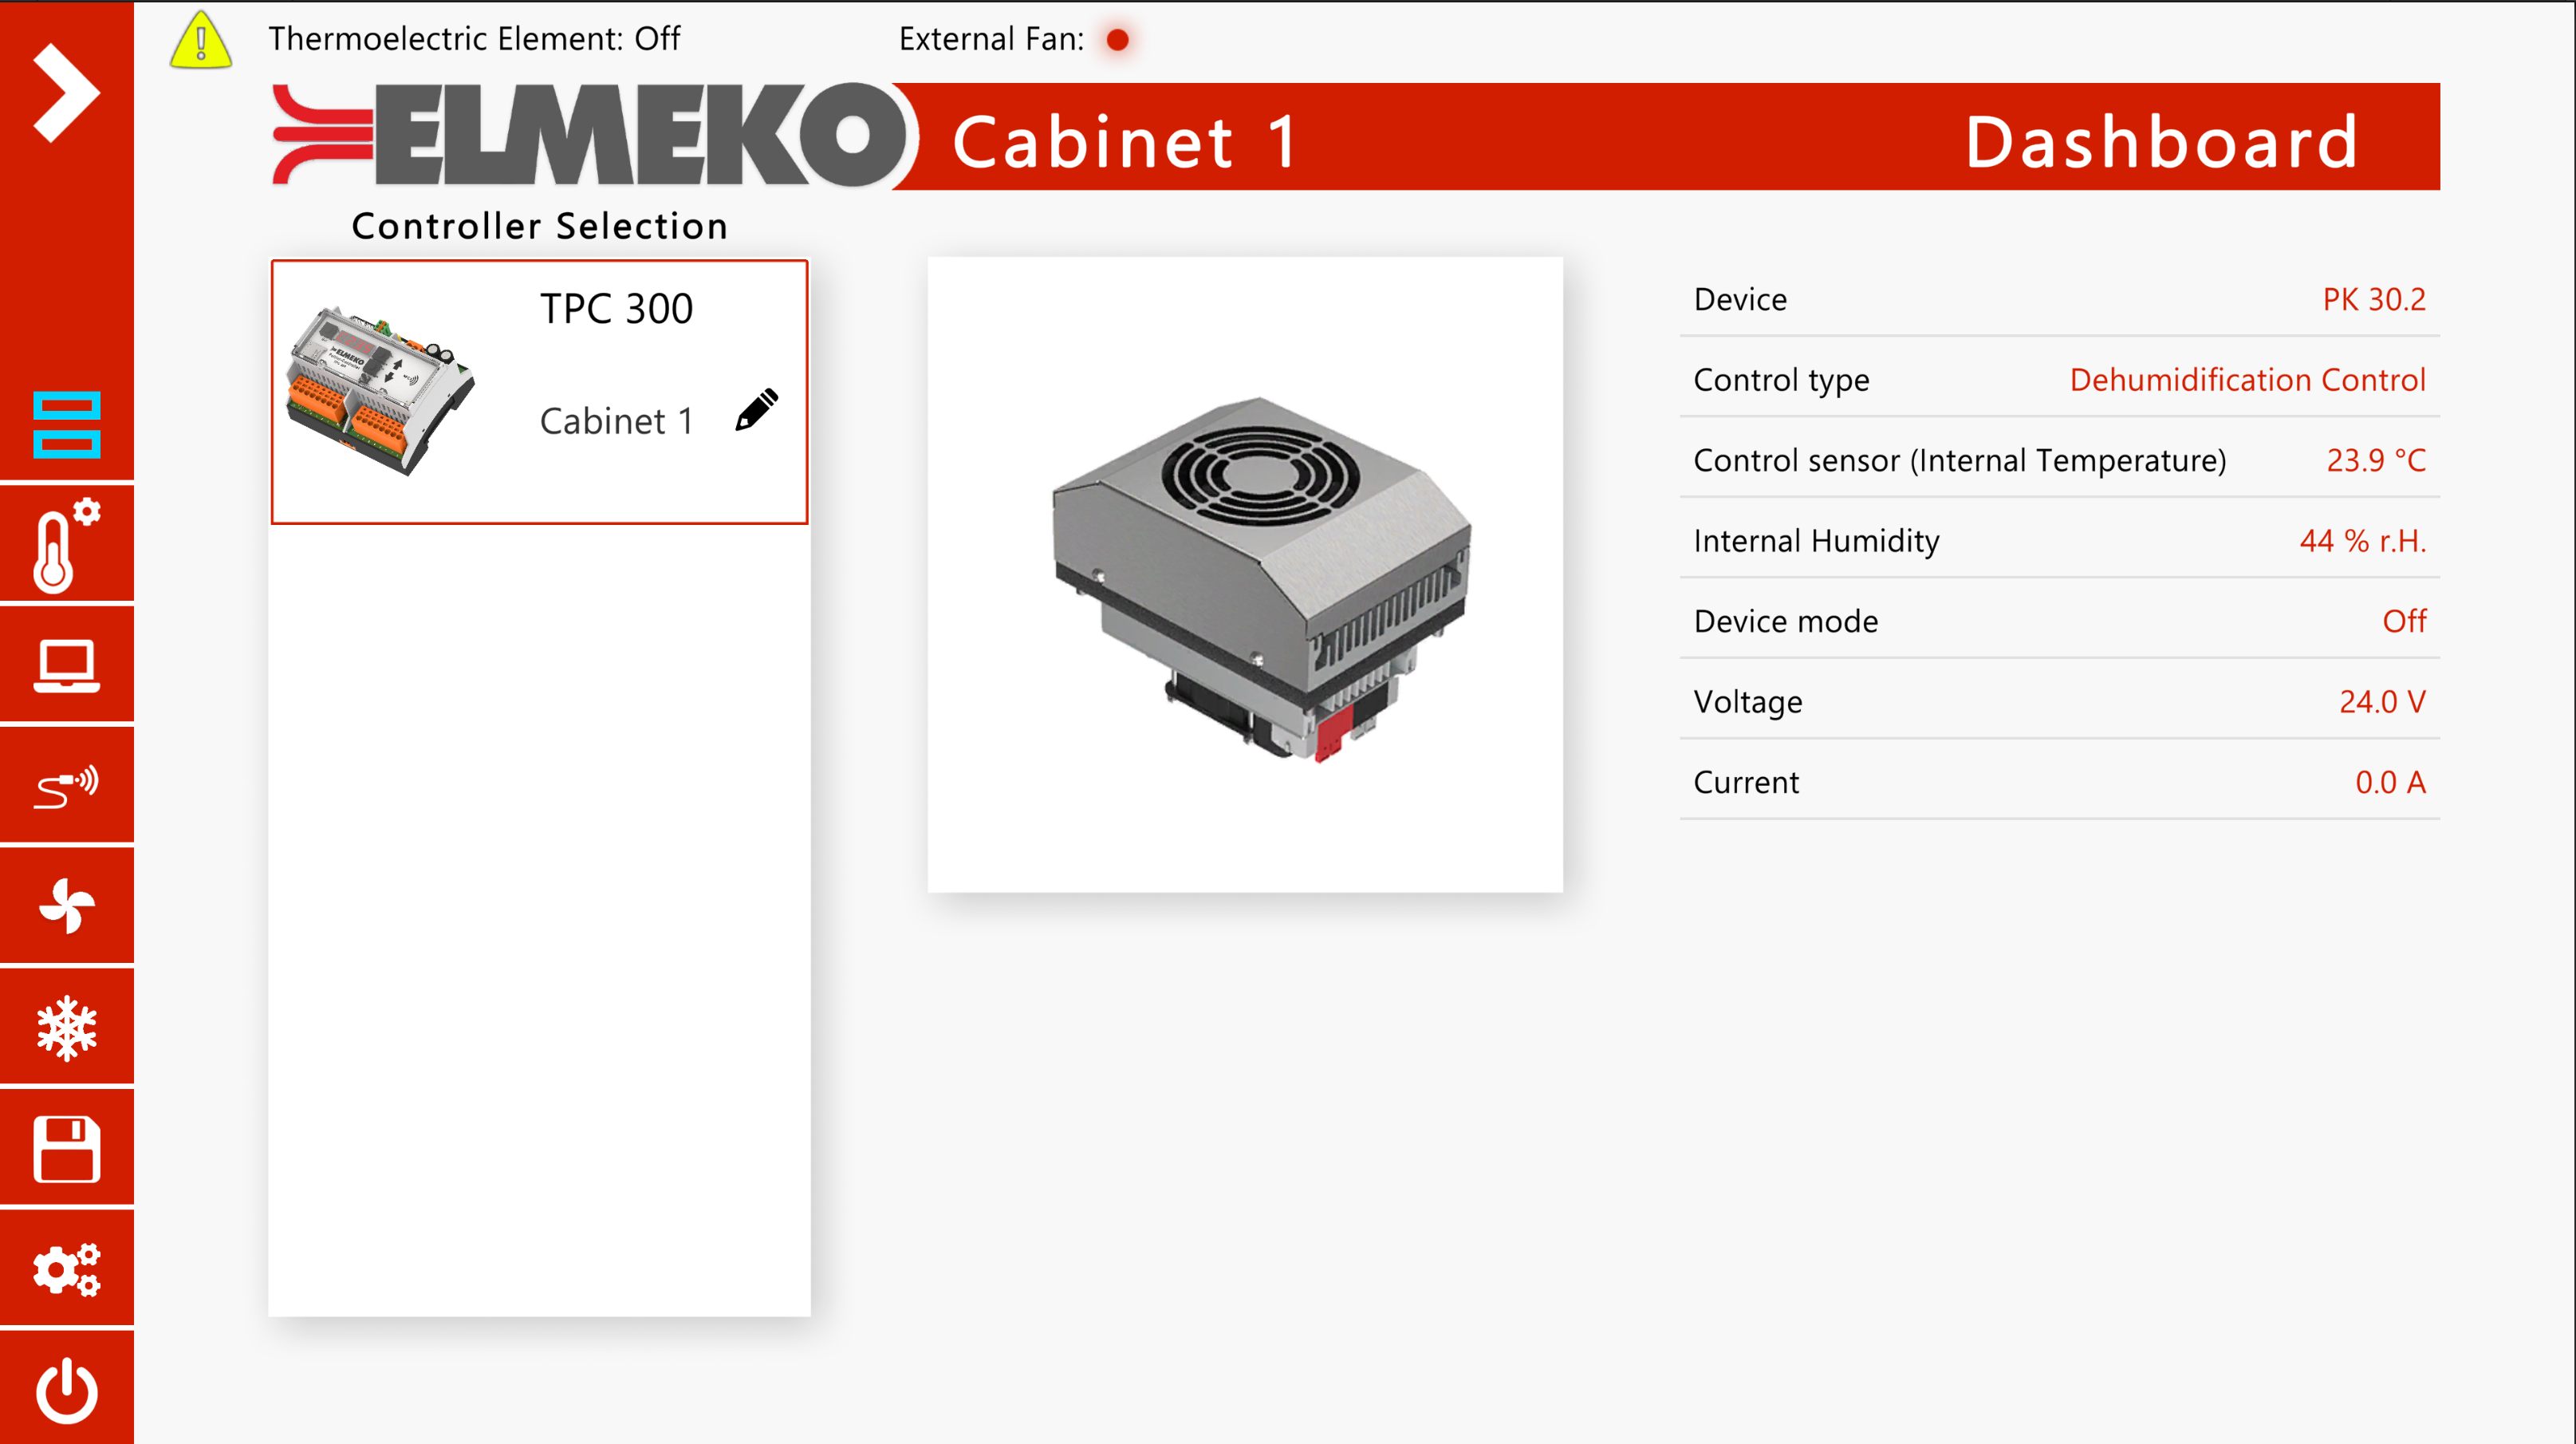 Thermoelectric Element: Off
External Fan:
ELMEKO
Cabinet 1
Dashboard
Controller Selection
TPC 300
Cabinet 1
Device PK 30.2
Control type Dehumidification Control
Control sensor (Internal Temperature) 23.9 °C
Internal Humidity 44 % r.H.
Device mode Off
Voltage 24.0 V
Current 0.0 A